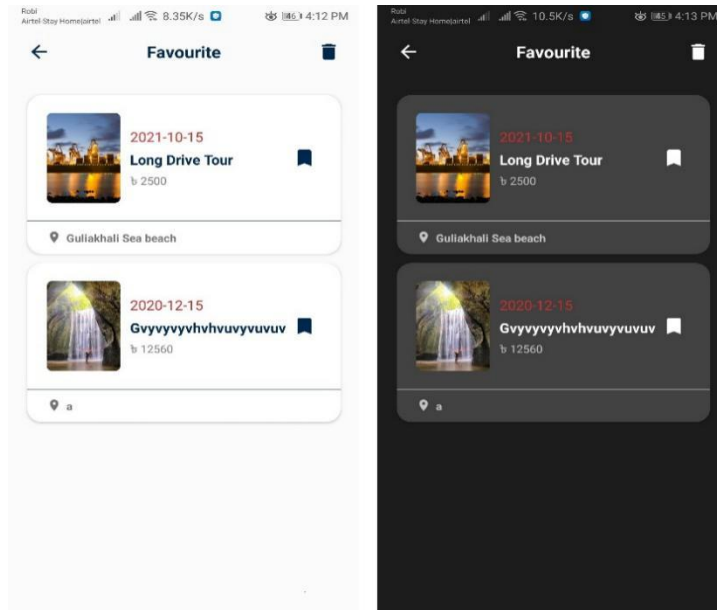 Robi
Airtel Stay Home|airtel 8.35K/s 46 4:12 PM
Favourite
2021-10-15
Long Drive Tour
৳ 2500
Guliakhali Sea beach
2020-12-15
Gvyvyvyvhvhvuvyvuvuv
৳ 12560
a
Robi
Airtel Stay Home|airtel 10.5K/s 45 4:13 PM
Favourite
2021-10-15
Long Drive Tour
৳ 2500
Guliakhali Sea beach
2020-12-15
Gvyvyvyvhvhvuvyvuvuv
৳ 12560
a